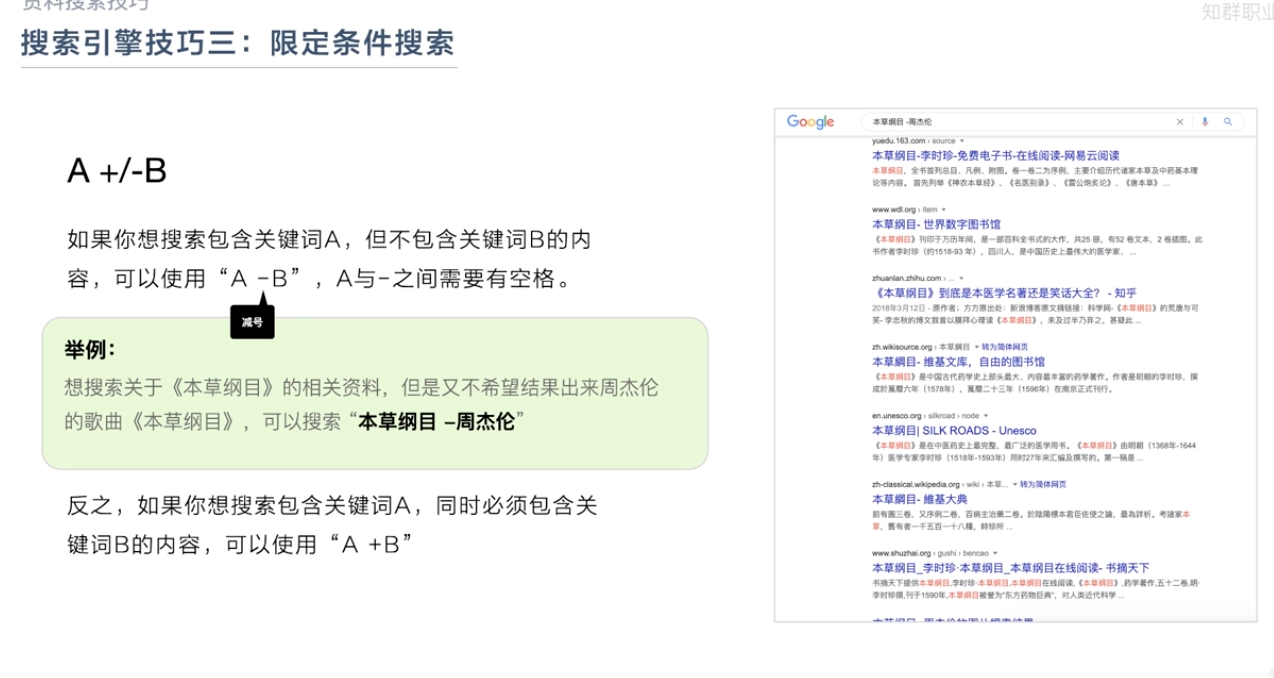 资料搜索技巧
知群职业
搜索引擎技巧三：限定条件搜索
A +/-B
如果你想搜索包含关键词A，但不包含关键词B的内
容，可以使用“A -B”，A与-之间需要有空格。
减号
举例：
想搜索关于《本草纲目》的相关资料，但是又不希望结果出来周杰伦
的歌曲《本草纲目》，可以搜索“本草纲目 -周杰伦”
反之，如果你想搜索包含关键词A，同时必须包含关
键词B的内容，可以使用“A +B”
Google
本草纲目 -周杰伦
yuedu.163.com › source
本草纲目-李时珍-免费电子书-在线阅读-网易云阅读
本草纲目，全书首列总目、凡例、附图。卷一卷二为序例，主要介绍历代诸家本草及中药基本理
论等内容。首先列举《神农本草经》、《名医别录》、《雷公炮炙论》、《唐本草》 ...
www.wdl.org › item
本草纲目- 世界数字图书馆
《本草纲目》刊印于万历年间，是一部百科全书式的大作，共25 册，有52 卷文本，2 卷插图。此
书作者李时珍（约1518-93 年），四川人，是中国历史上最伟大的医学家、 ...
zhuanlan.zhihu.com › ...
《本草纲目》到底是本医学名著还是笑话大全？ - 知乎
2018年3月12日 - 原作者：方方原出处：新浪博客原文摘链接：科学网-《本草纲目》的荒唐与可
笑- 李忠秋的博文我曾以膜拜心理读《本草纲目》，未及过半乃弃之，甚疑此 ...
zh.wikisource.org › 本草綱目 转为简体网页
本草綱目- 维基文库，自由的图书馆
《本草綱目》是中国古代药学史上部头最大、内容最丰富的药学著作。作者是明朝的李时珍，撰
成於萬曆六年（1578年），萬曆二十三年（1596年）在南京正式刊行。
en.unesco.org › silkroad › node
本草纲目| SILK ROADS - Unesco
《本草纲目》是在中医药史上最完整、最广泛的医学用书。《本草纲目》由明朝（1368年-1644
年）医学专家李时珍（1518年-1593年）用时27年来汇编及撰写的。第一稿是 ...
zh-classical.wikipedia.org › wiki › 本草... 转为简体网页
本草綱目- 維基大典
前有圖三卷，又序例二卷，百病主治藥二卷。於陰陽標本君臣佐使之論，最為詳析。考諸家本
草，舊有者一千五百一十八種，時珍所 ...
www.shuzhai.org › gushi › bencao
本草纲目_李时珍·本草纲目_本草纲目在线阅读- 书摘天下
书摘天下提供本草纲目,李时珍·本草纲目,本草纲目在线阅读,《本草纲目》,药学著作,五十二卷,明·
李时珍撰,刊于1590年,本草纲目被誉为“东方药物巨典”，对人类近代科学 ...